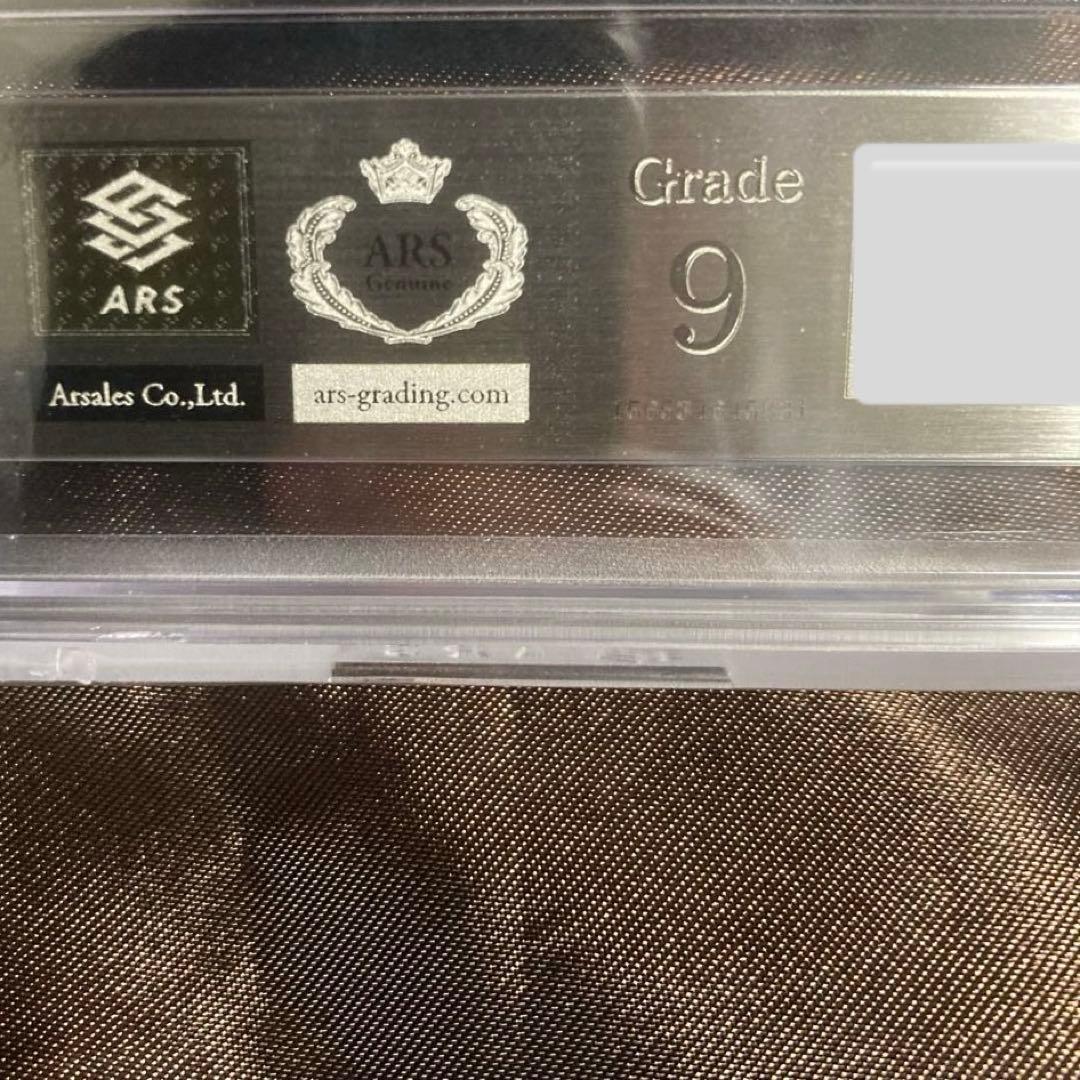 ARS
Arsales Co.,Ltd.
ARS
Genuine
ars-grading.com
Grade
9